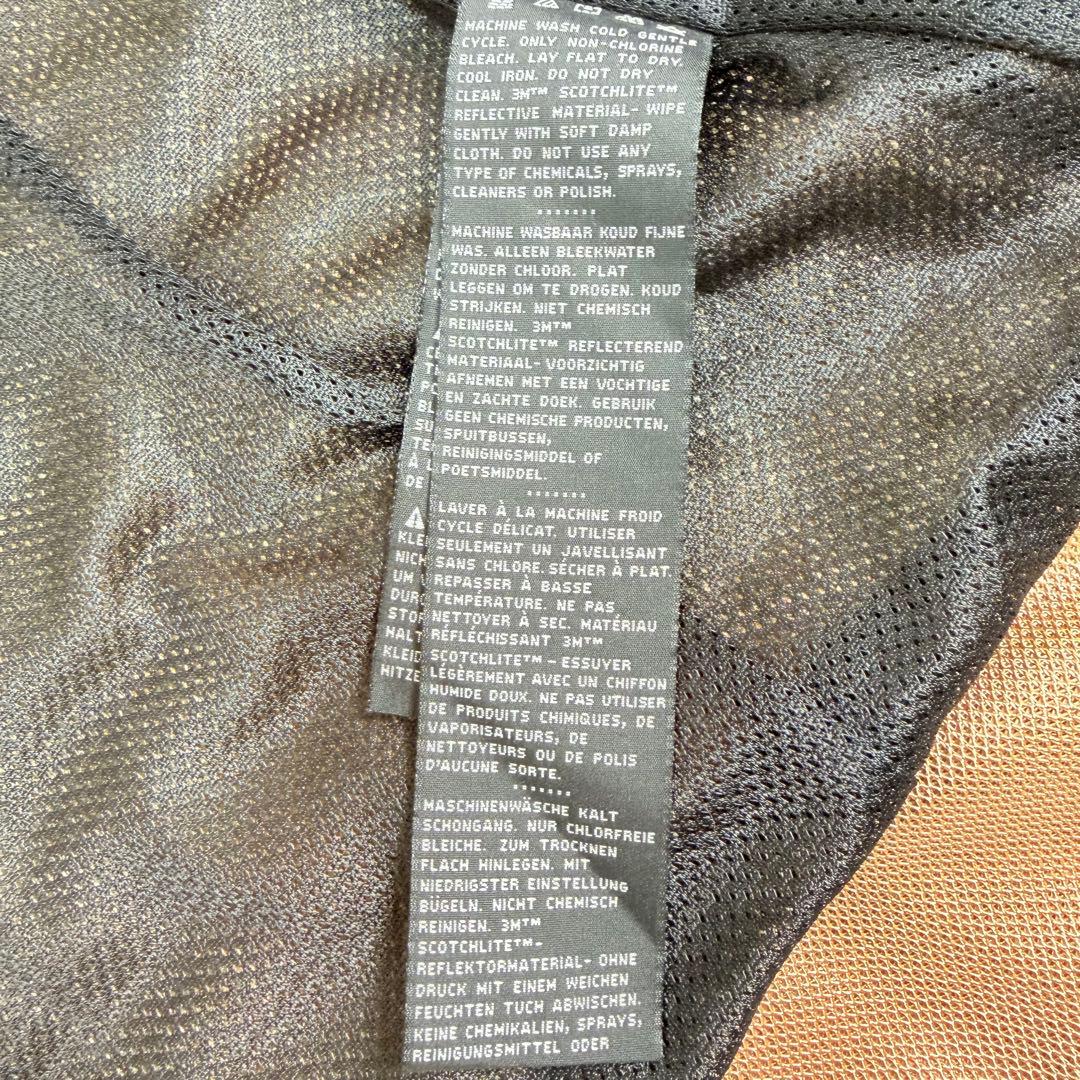 MACHINE WASH COLD GENTLE
CYCLE. ONLY NON-CHLORINE
BLEACH. LAY FLAT TO DRY.
COOL IRON. DO NOT DRY
CLEAN. 3M™ SCOTCHLITE™
REFLECTIVE MATERIAL- WIPE
GENTLY WITH SOFT DAMP
CLOTH. DO NOT USE ANY
TYPE OF CHEMICALS, SPRAYS,
CLEANERS OR POLISH.
MACHINE WASBAAR KOUD FIJNE
WAS. ALLEEN BLEEKWATER
ZONDER CHLOOR. PLAT
LEGGEN OM TE DROGEN. KOUD
STRIJKEN. NIET CHEMISCH
REINIGEN. 3M™
SCOTCHLITE™ REFLECTEREND
MATERIAAL- VOORZICHTIG
AFNEMEN MET EEN VOCHTIGE
EN ZACHTE DOEK. GEBRUIK
GEEN CHEMISCHE PRODUCTEN,
SPUITBUSSEN,
REINIGINGSMIDDEL OF
POETSMIDDEL.
LAVER À LA MACHINE FROID
CYCLE DÉLICAT. UTILISER
SEULEMENT UN JAVELLISANT
SANS CHLORE. SÉCHER À PLAT.
REPASSER À BASSE
TEMPÉRATURE. NE PAS
NETTOYER À SEC. MATÉRIAU
RÉFLÉCHISSANT 3M™
SCOTCHLITE™ - ESSUYER
LÉGÈREMENT AVEC UN CHIFFON
HUMIDE DOUX. NE PAS UTILISER
DE PRODUITS CHIMIQUES, DE
VAPORISATEURS, DE
NETTOYEURS OU DE POLIS
D'AUCUNE SORTE.
MASCHINENWÄSCHE KALT
SCHONGANG. NUR CHLORFREIE
BLEICHE. ZUM TROCKNEN
FLACH HINLEGEN. MIT
NIEDRIGSTER EINSTELLUNG
BÜGELN. NICHT CHEMISCH
REINIGEN. 3M™
SCOTCHLITE™-
REFLEKTORMATERIAL- OHNE
DRUCK MIT EINEM WEICHEN
FEUCHTEN TUCH ABWISCHEN.
KEINE CHEMIKALIEN, SPRAYS,
REINIGUNGSMITTEL ODER